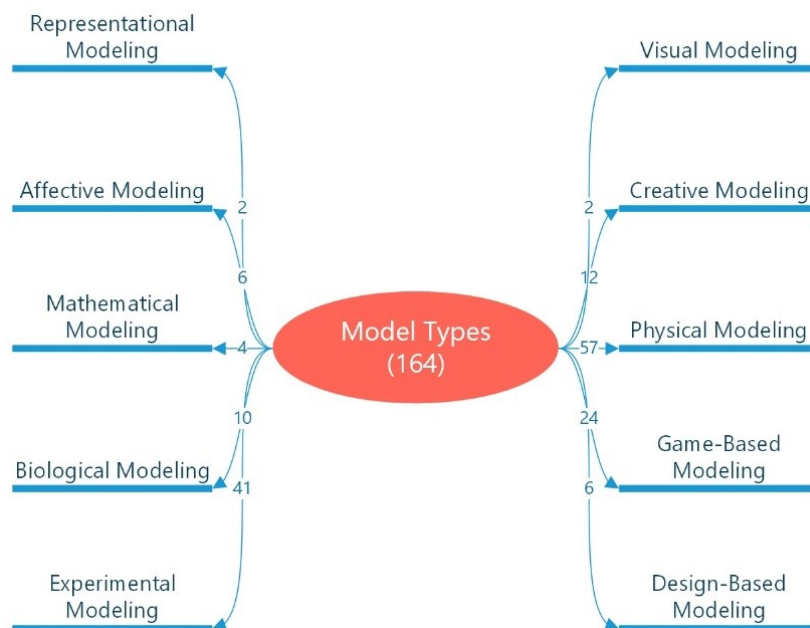 Representational
Modeling
Visual Modeling
Affective Modeling
2
2
Creative Modeling
6
12
Mathematical
Modeling
4
Model Types
(164)
57
Physical Modeling
10
24
Biological Modeling
41
6
Game-Based
Modeling
Experimental
Modeling
Design-Based
Modeling